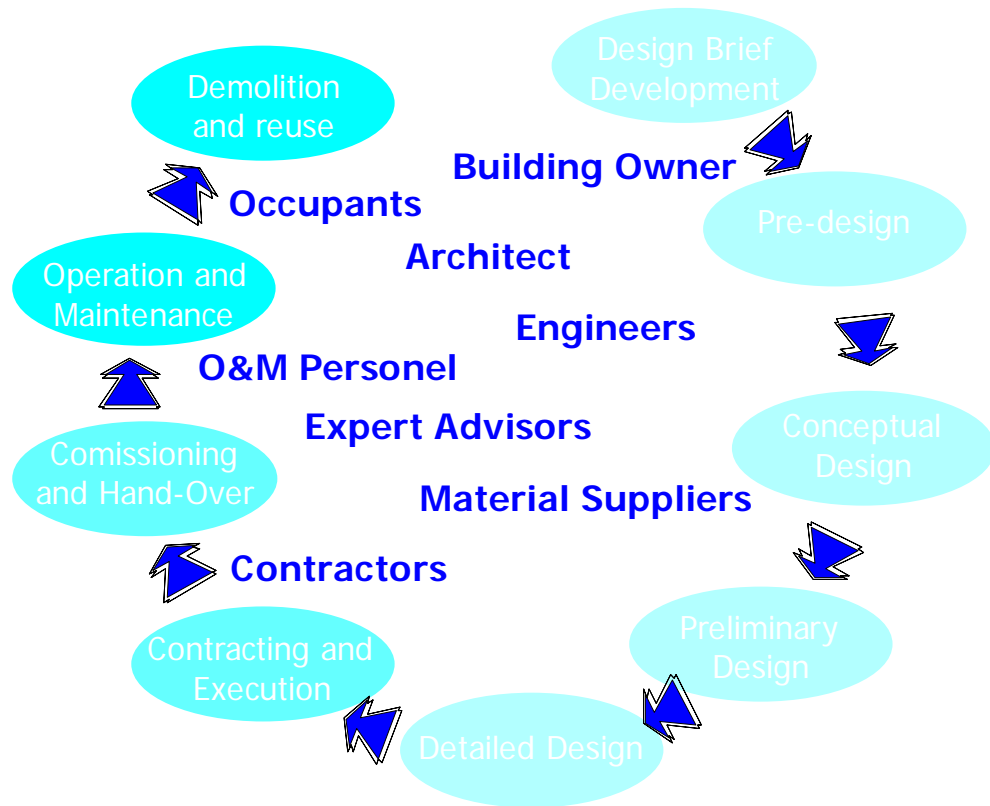 Design Brief
Development
Demolition
and reuse
Building Owner
Occupants
Pre-design
Architect
Operation and
Maintenance
Engineers
O&M Personel
Expert Advisors
Conceptual
Design
Comissioning
and Hand-Over
Material Suppliers
Contractors
Preliminary
Design
Contracting and
Execution
Detailed Design